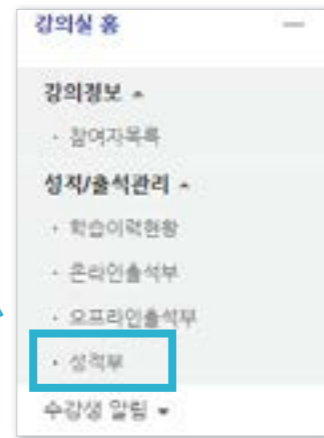 강의실 홈
강의정보
· 참여자목록
성적/출석관리
· 학습이력현황
· 온라인출석부
· 오프라인출석부
· 성적부
수강생 알림